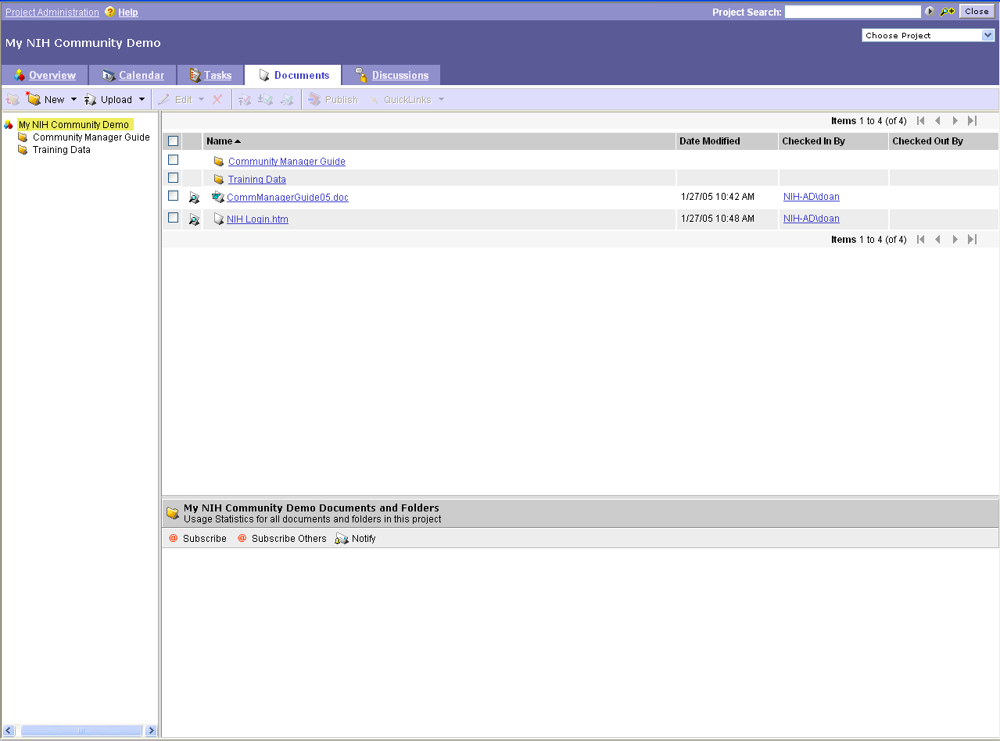 Project Administration Help Project Search: Close
My NIH Community Demo Choose Project
Overview Calendar Tasks Documents Discussions
New Upload Edit Publish QuickLinks
My NIH Community Demo
Community Manager Guide
Training Data
Items 1 to 4 (of 4)
Name Date Modified Checked In By Checked Out By
Community Manager Guide
Training Data
CommManagerGuide05.doc 1/27/05 10:42 AM NIH-AD\doan
NIH Login.htm 1/27/05 10:48 AM NIH-AD\doan
Items 1 to 4 (of 4)
My NIH Community Demo Documents and Folders
Usage Statistics for all documents and folders in this project
@ Subscribe @ Subscribe Others Notify